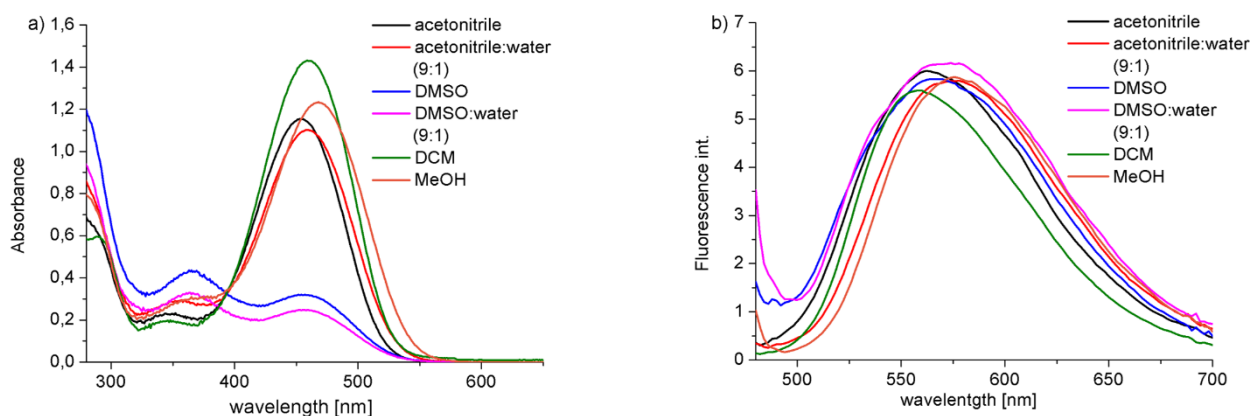 a)
1,6
1,4
1,2
1,0
0,8
0,6
0,4
0,2
0,0
Absorbance
300
400
500
600
wavelength [nm]
acetonitrile
acetonitrile:water
(9:1)
DMSO
DMSO:water
(9:1)
DCM
MeOH
b)
7
6
5
4
3
2
1
0
Fluorescence int.
500
550
600
650
700
wavelentgth [nm]
acetonitrile
acetonitrile:water
(9:1)
DMSO
DMSO:water
(9:1)
DCM
MeOH